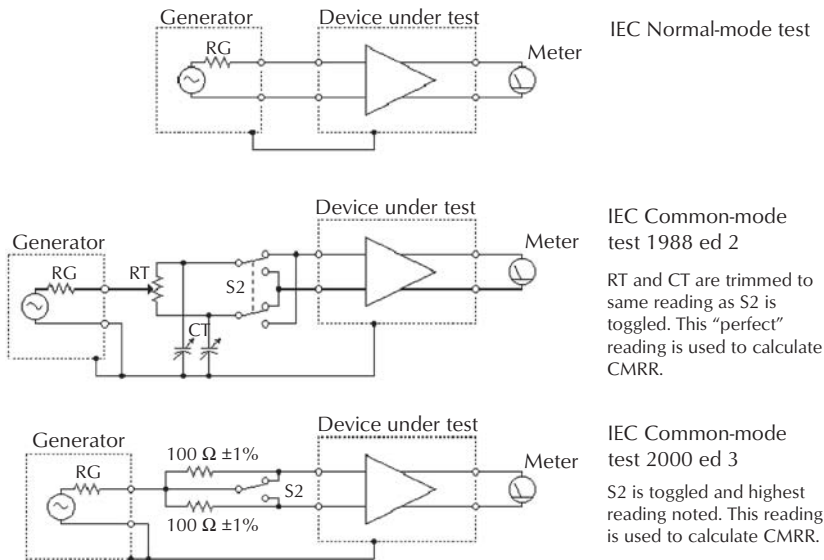 Generator
Device under test
IEC Normal-mode test
RG
Meter
Device under test
Generator
Meter
IEC Common-mode
test 1988 ed 2
RG
RT
S2
CT
RT and CT are trimmed to
same reading as S2 is
toggled. This “perfect”
reading is used to calculate
CMRR.
Device under test
Generator
100 Ω ±1%
Meter
IEC Common-mode
test 2000 ed 3
RG
S2
100 Ω ±1%
S2 is toggled and highest
reading noted. This reading
is used to calculate CMRR.